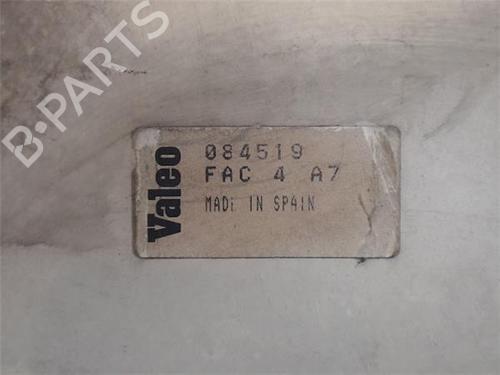 B-PARTS
Valeo
084519
FAC 4 A7
MADE IN SPAIN